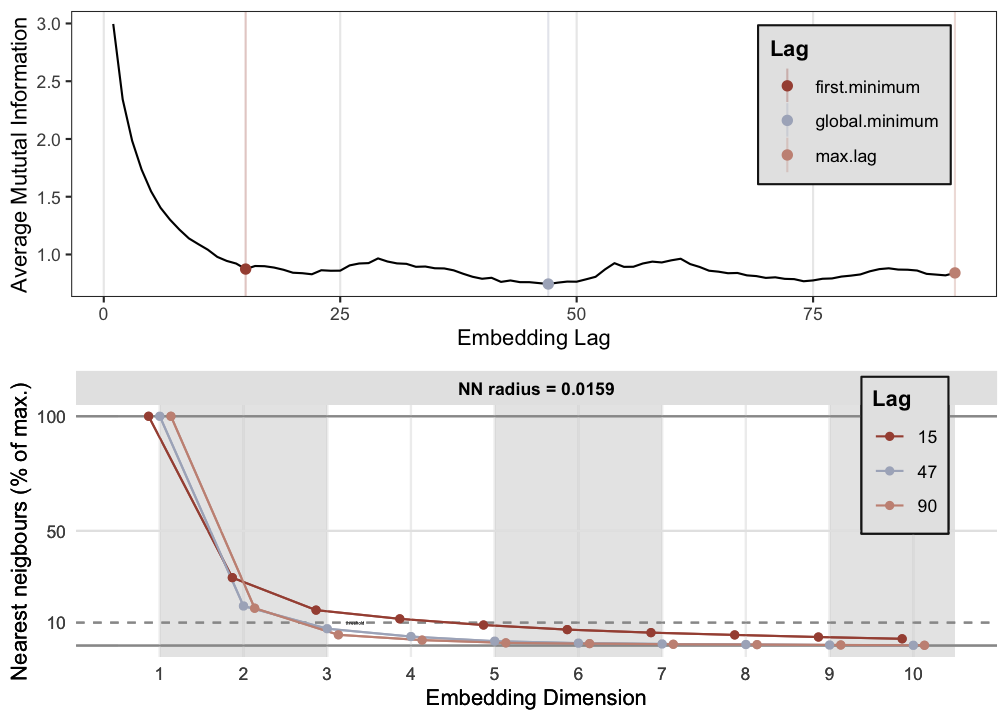 Average Mututal Information
3.0
2.5
2.0
1.5
1.0
0
25
50
75
Embedding Lag
Lag
first.minimum
global.minimum
max.lag
NN radius = 0.0159
Nearest neigbours (% of max.)
100
50
10
threshold
1
2
3
4
5
6
7
8
9
10
Embedding Dimension
Lag
15
47
90